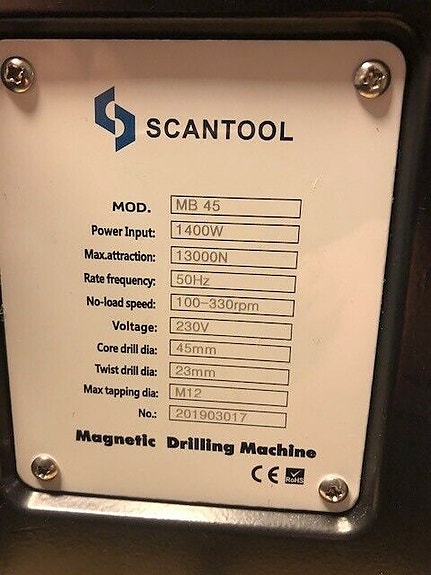 SCANTOOL
MOD. MB 45
Power Input: 1400W
Max.attraction: 13000N
Rate frequency: 50Hz
No-load speed: 100-330rpm
Voltage: 230V
Core drill dia: 45mm
Twist drill dia: 23mm
Max tapping dia: M12
No.: 201903017
Magnetic Drilling Machine
CE RoHS